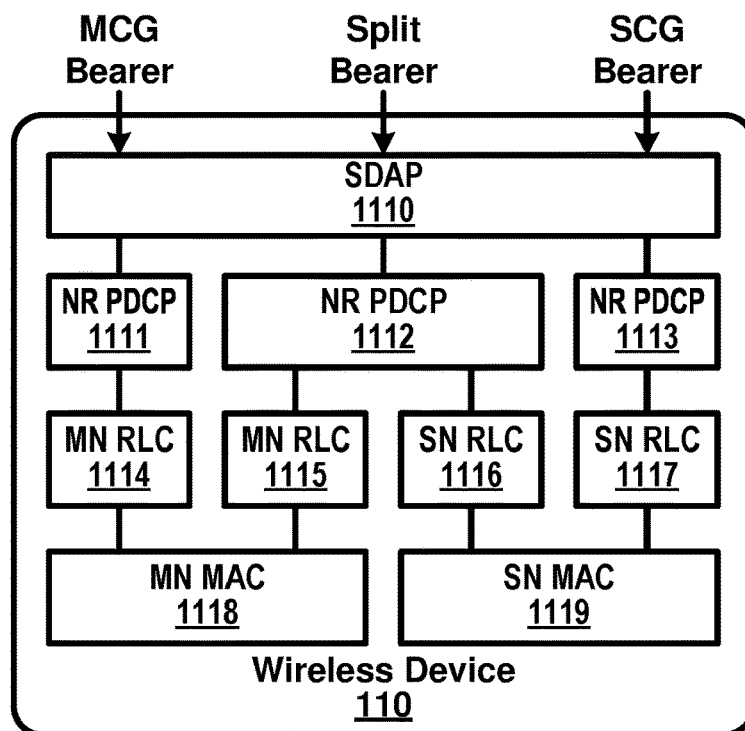 MCG Bearer
Split Bearer
SCG Bearer
SDAP
1110
NR PDCP
1111
NR PDCP
1112
NR PDCP
1113
MN RLC
1114
MN RLC
1115
SN RLC
1116
SN RLC
1117
MN MAC
1118
SN MAC
1119
Wireless Device
110